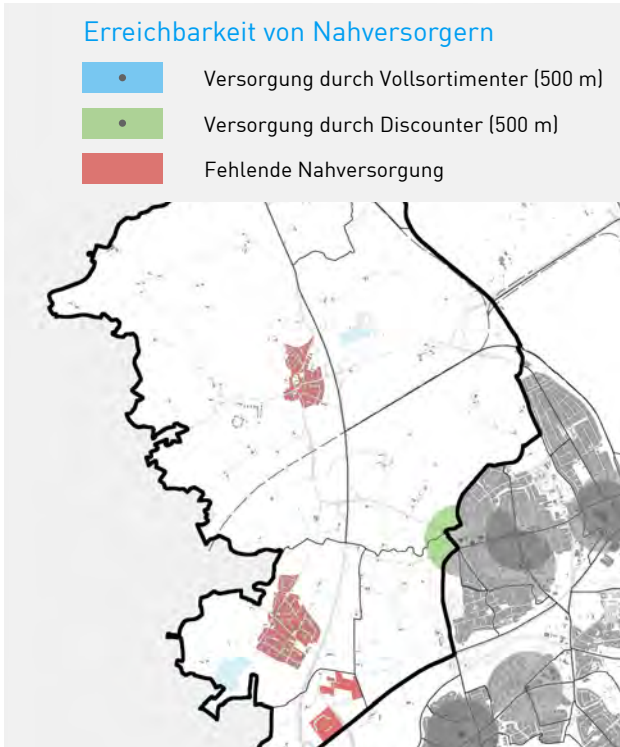 Erreichbarkeit von Nahversorgern
Versorgung durch Vollsortimenter (500 m)
Versorgung durch Discounter (500 m)
Fehlende Nahversorgung